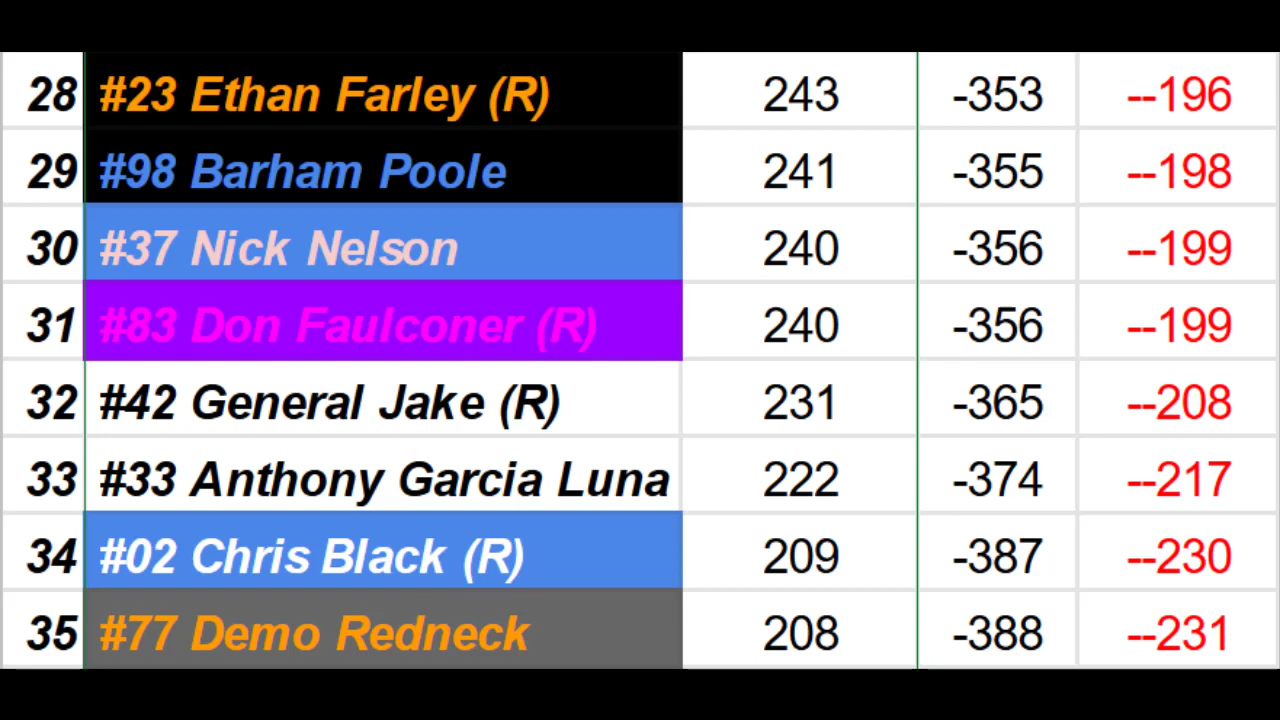 28 #23 Ethan Farley (R) 243 -353 --196
29 #98 Barham Poole 241 -355 --198
30 #37 Nick Nelson 240 -356 --199
31 #83 Don Faulconer (R) 240 -356 --199
32 #42 General Jake (R) 231 -365 --208
33 #33 Anthony Garcia Luna 222 -374 --217
34 #02 Chris Black (R) 209 -387 --230
35 #77 Demo Redneck 208 -388 --231